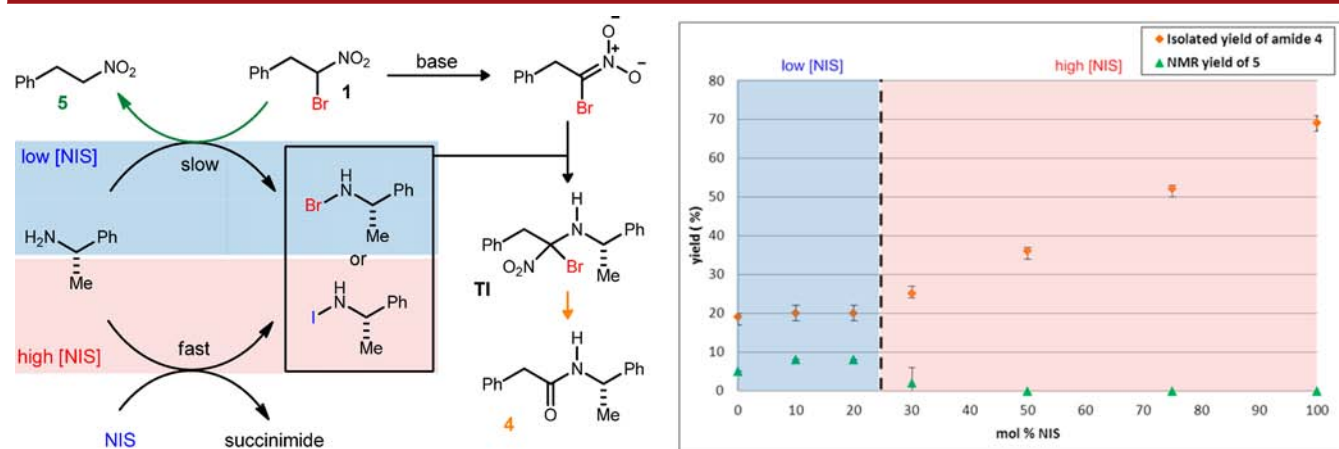 Ph
NO2
5
Ph
NO2
Br
1
base
Ph
O
−
N
+
O
−
Br
low [NIS]
slow
H
Br
N
Ph
Me
or
H
I
N
Ph
Me
H2N
Ph
Me
high [NIS]
fast
NIS
succinimide
H
Ph
N
Ph
NO2
Br
Me
TI
H
Ph
N
Ph
O
Me
4
Isolated yield of amide 4
NMR yield of 5
low [NIS]
high [NIS]
80
70
60
50
40
30
20
10
0
yield ( %)
0 10 20 30 40 50 60 70 80 90 100
mol % NIS